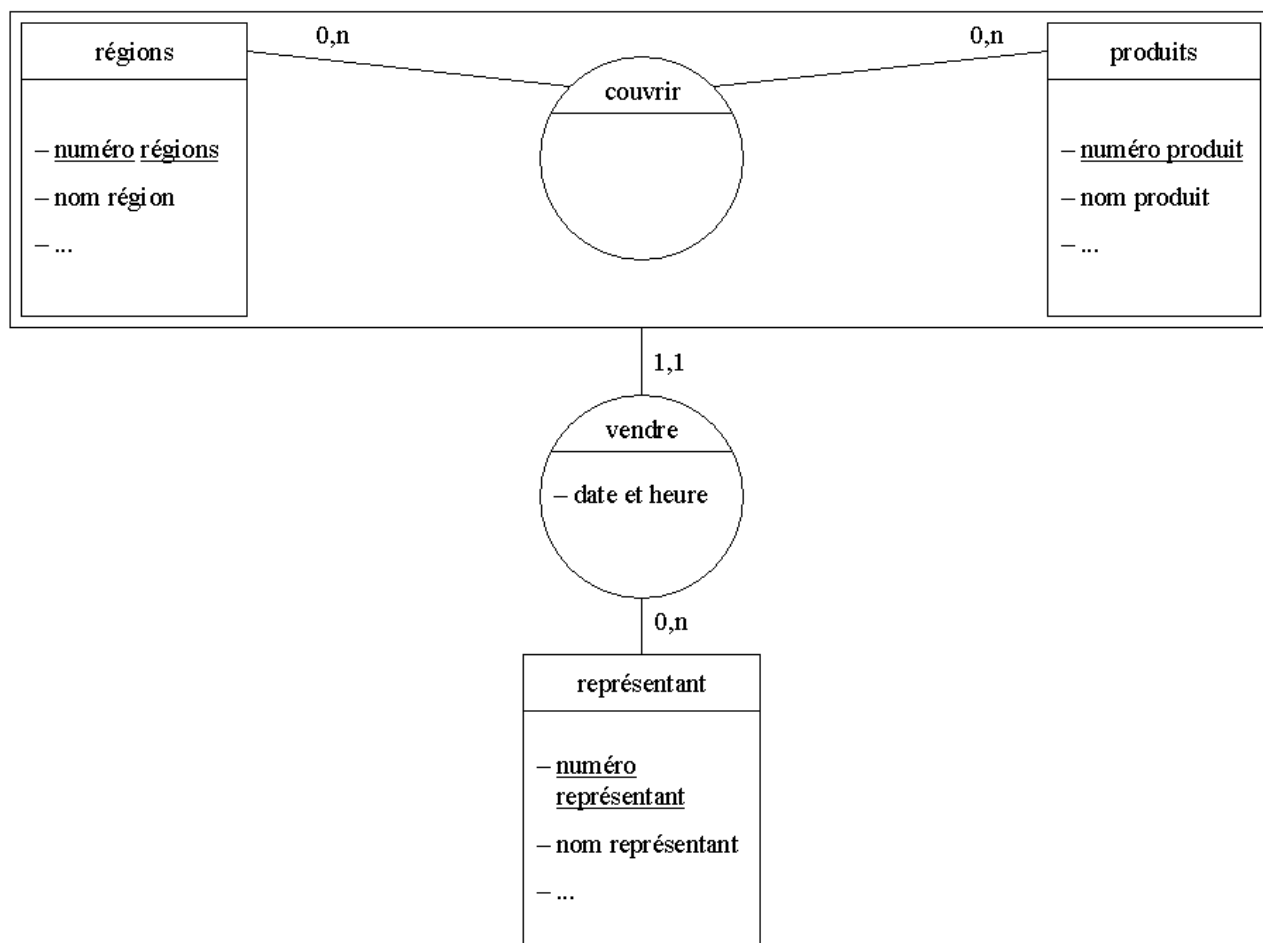 régions
0,n
0,n
produits
couvrir
– numéro régions
– nom région
– ...
– numéro produit
– nom produit
– ...
1,1
vendre
– date et heure
0,n
représentant
– numéro
représentant
– nom représentant
– ...